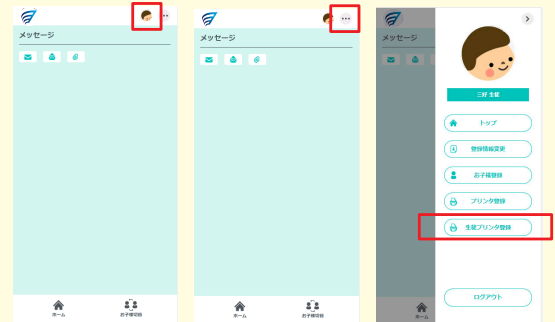 メッセージ
ホーム
お子様切替
メッセージ
ホーム
お子様切替
メッセージ
三好 生徒
トップ
登録情報変更
お子様登録
プリンタ登録
生徒プリンタ登録
ログアウト
ホーム